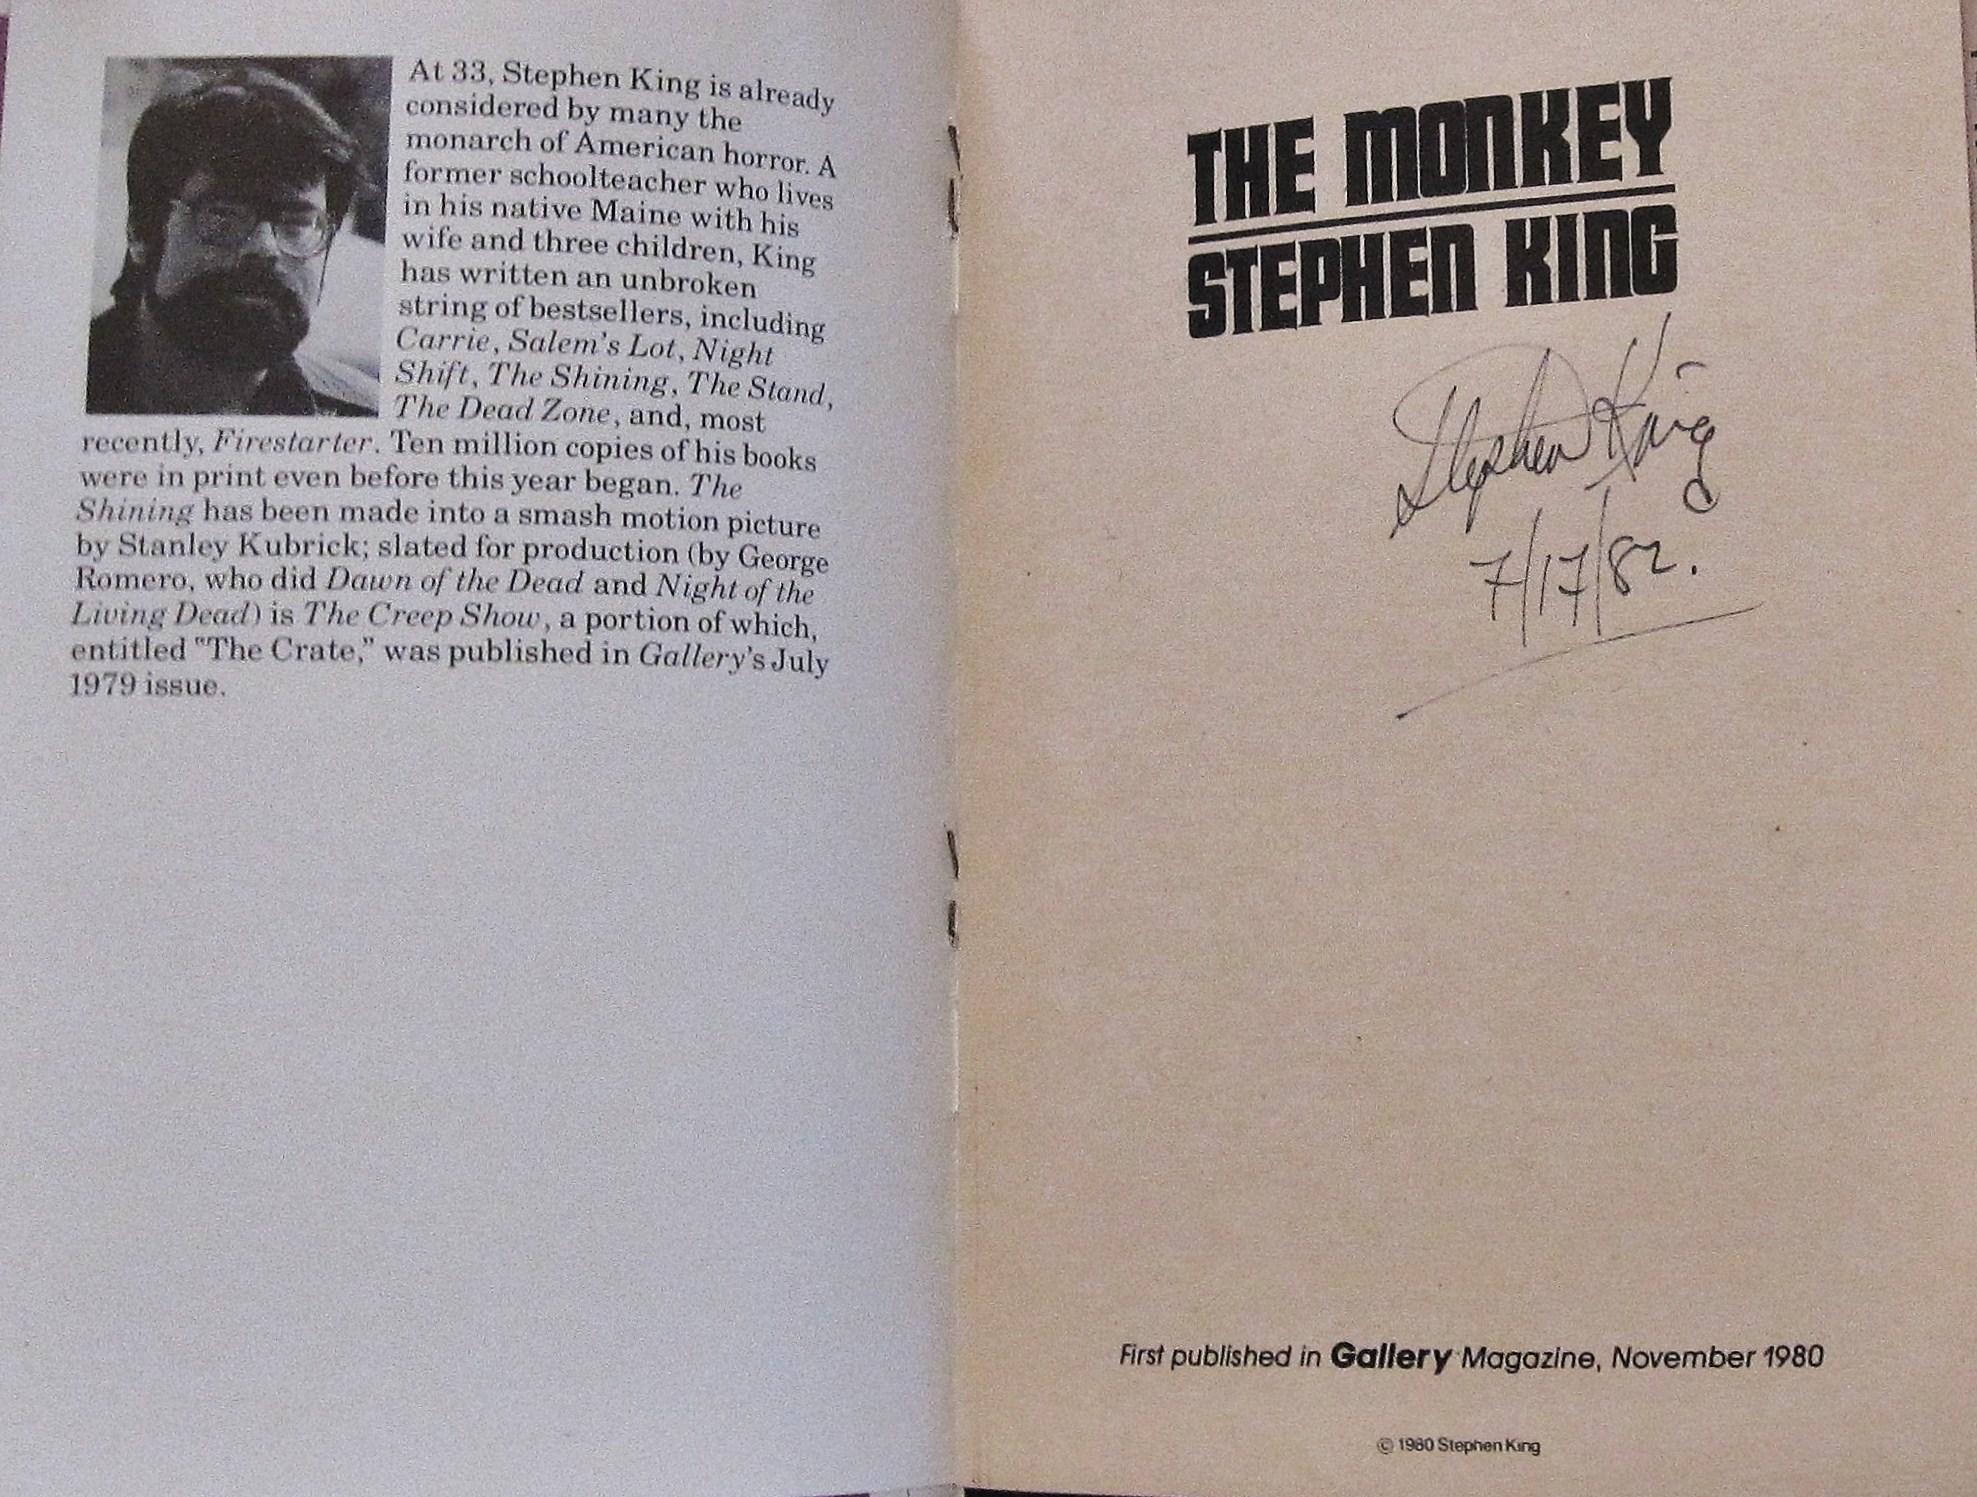 At 33, Stephen King is already
considered by many the
monarch of American horror. A
former schoolteacher who lives
in his native Maine with his
wife and three children, King
has written an unbroken
string of bestsellers, including
Carrie, Salem's Lot, Night
Shift, The Shining, The Stand,
The Dead Zone, and, most
recently, Firestarter. Ten million copies of his books
were in print even before this year began. The
Shining has been made into a smash motion picture
by Stanley Kubrick; slated for production (by George
Romero, who did Dawn of the Dead and Night of the
Living Dead) is The Creep Show, a portion of which,
entitled "The Crate," was published in Gallery's July
1979 issue.
THE MONKEY
STEPHEN KING
Stephen King
7/17/82.
First published in Gallery Magazine, November 1980
© 1980 Stephen King